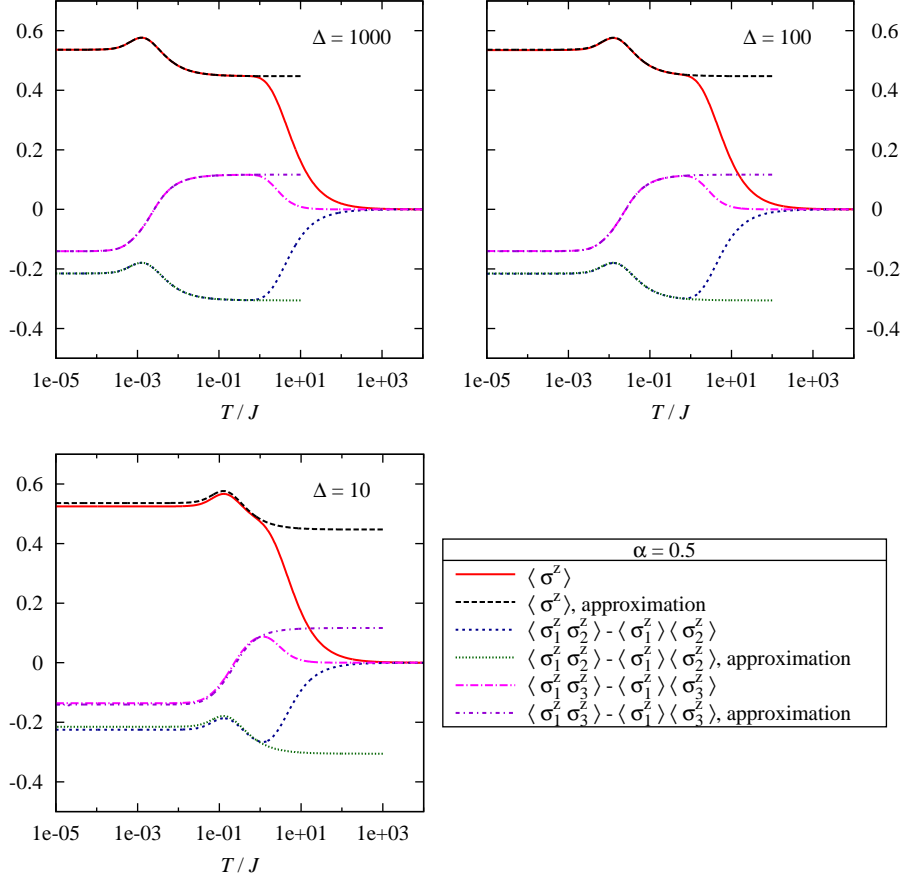 Δ = 1000
0.6
0.4
0.2
0
-0.2
-0.4
1e-05 1e-03 1e-01 1e+01 1e+03
T / J
Δ = 100
0.6
0.4
0.2
0
-0.2
-0.4
1e-05 1e-03 1e-01 1e+01 1e+03
T / J
Δ = 10
0.6
0.4
0.2
0
-0.2
-0.4
1e-05 1e-03 1e-01 1e+01 1e+03
T / J
α = 0.5
⟨ σ^z ⟩
⟨ σ^z ⟩, approximation
⟨ σ_1^z σ_2^z ⟩ - ⟨ σ_1^z ⟩ ⟨ σ_2^z ⟩
⟨ σ_1^z σ_2^z ⟩ - ⟨ σ_1^z ⟩ ⟨ σ_2^z ⟩, approximation
⟨ σ_1^z σ_3^z ⟩ - ⟨ σ_1^z ⟩ ⟨ σ_3^z ⟩
⟨ σ_1^z σ_3^z ⟩ - ⟨ σ_1^z ⟩ ⟨ σ_3^z ⟩, approximation